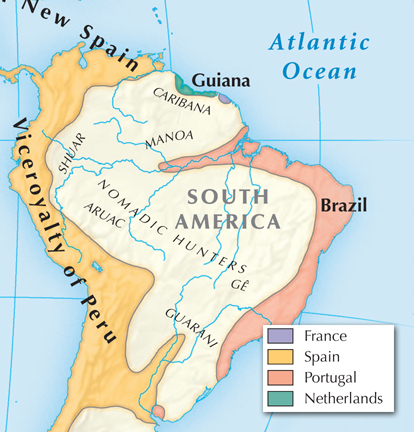 New Spain
Atlantic
Ocean
Guiana
CARIBANA
MANOA
SHUAR
Viceroyalty of Peru
NOMADIC HUNTERS
ARUAC
SOUTH
AMERICA
Brazil
GÊ
GUARANI
France
Spain
Portugal
Netherlands